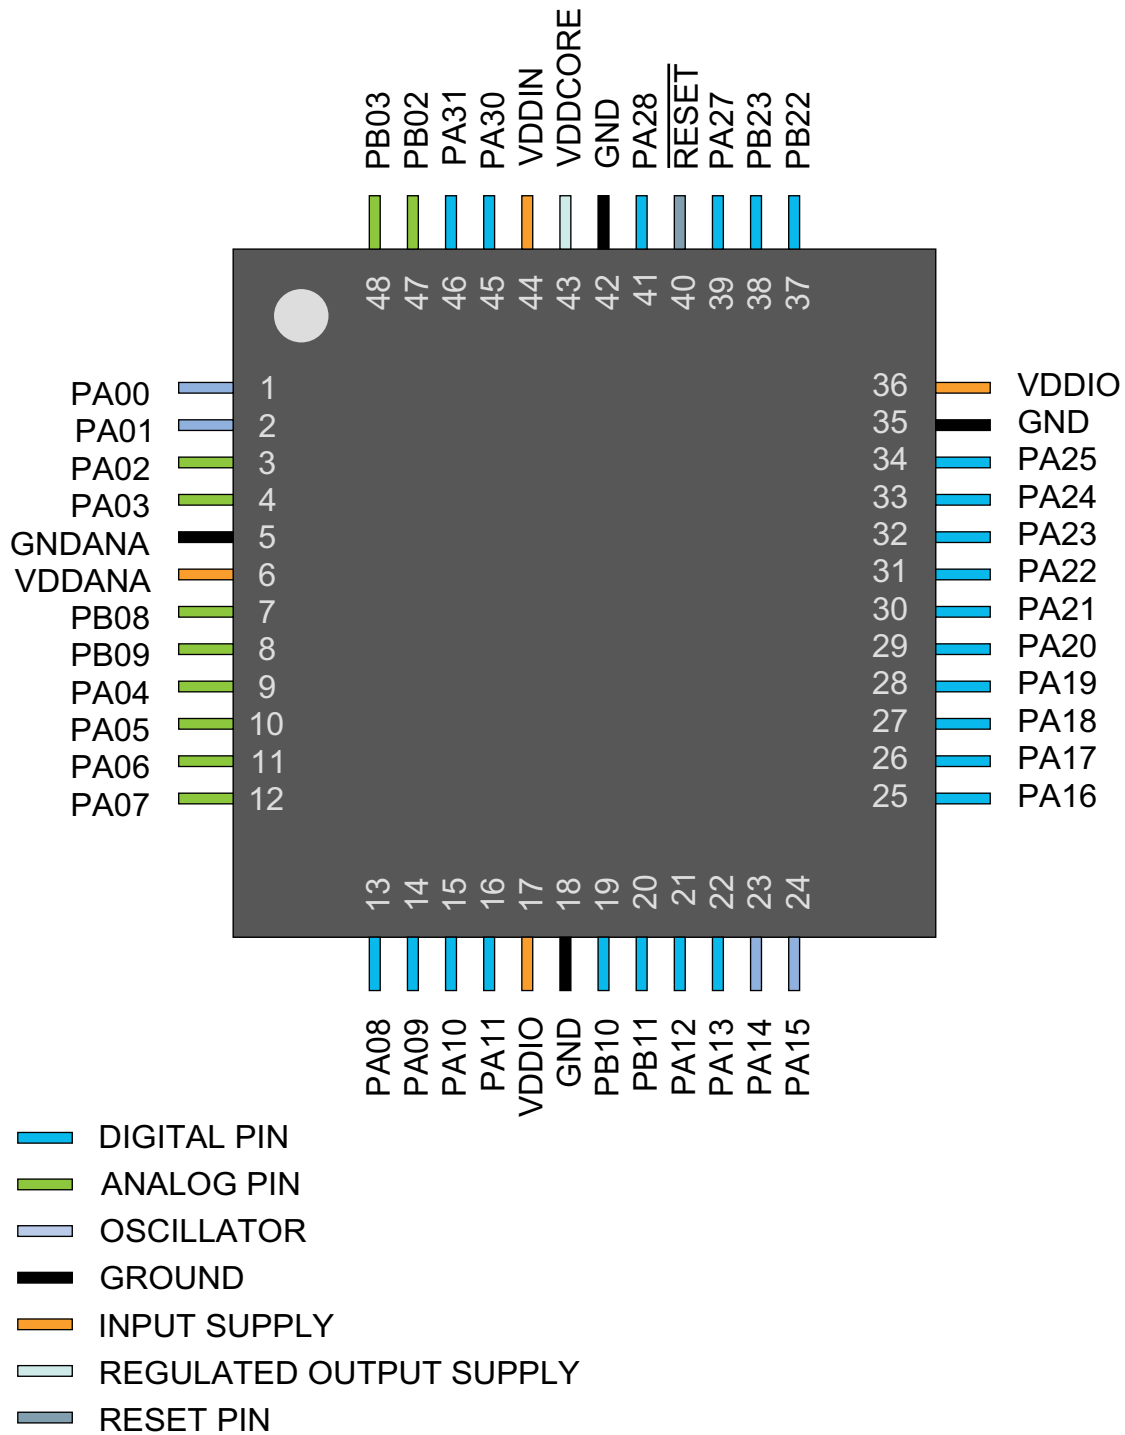 PB03
PB02
PA31
PA30
VDDIN
VDDCORE
GND
PA28
RESET
PA27
PB23
PB22
48
47
46
45
44
43
42
41
40
39
38
37
PA00 1
PA01 2
PA02 3
PA03 4
GNDANA 5
VDDANA 6
PB08 7
PB09 8
PA04 9
PA05 10
PA06 11
PA07 12
36 VDDIO
35 GND
34 PA25
33 PA24
32 PA23
31 PA22
30 PA21
29 PA20
28 PA19
27 PA18
26 PA17
25 PA16
13
14
15
16
17
18
19
20
21
22
23
24
PA08
PA09
PA10
PA11
VDDIO
GND
PB10
PB11
PA12
PA13
PA14
PA15
DIGITAL PIN
ANALOG PIN
OSCILLATOR
GROUND
INPUT SUPPLY
REGULATED OUTPUT SUPPLY
RESET PIN